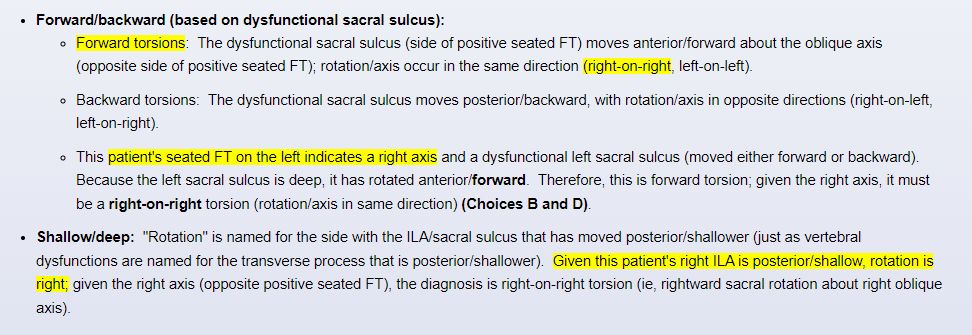 • Forward/backward (based on dysfunctional sacral sulcus):
◦ Forward torsions: The dysfunctional sacral sulcus (side of positive seated FT) moves anterior/forward about the oblique axis
(opposite side of positive seated FT); rotation/axis occur in the same direction (right-on-right, left-on-left).
◦ Backward torsions: The dysfunctional sacral sulcus moves posterior/backward, with rotation/axis in opposite directions (right-on-left,
left-on-right).
◦ This patient's seated FT on the left indicates a right axis and a dysfunctional left sacral sulcus (moved either forward or backward).
Because the left sacral sulcus is deep, it has rotated anterior/forward. Therefore, this is forward torsion; given the right axis, it must
be a right-on-right torsion (rotation/axis in same direction) (Choices B and D).
• Shallow/deep: "Rotation" is named for the side with the ILA/sacral sulcus that has moved posterior/shallower (just as vertebral
dysfunctions are named for the transverse process that is posterior/shallower). Given this patient's right ILA is posterior/shallow, rotation is
right; given the right axis (opposite positive seated FT), the diagnosis is right-on-right torsion (ie, rightward sacral rotation about right oblique
axis).